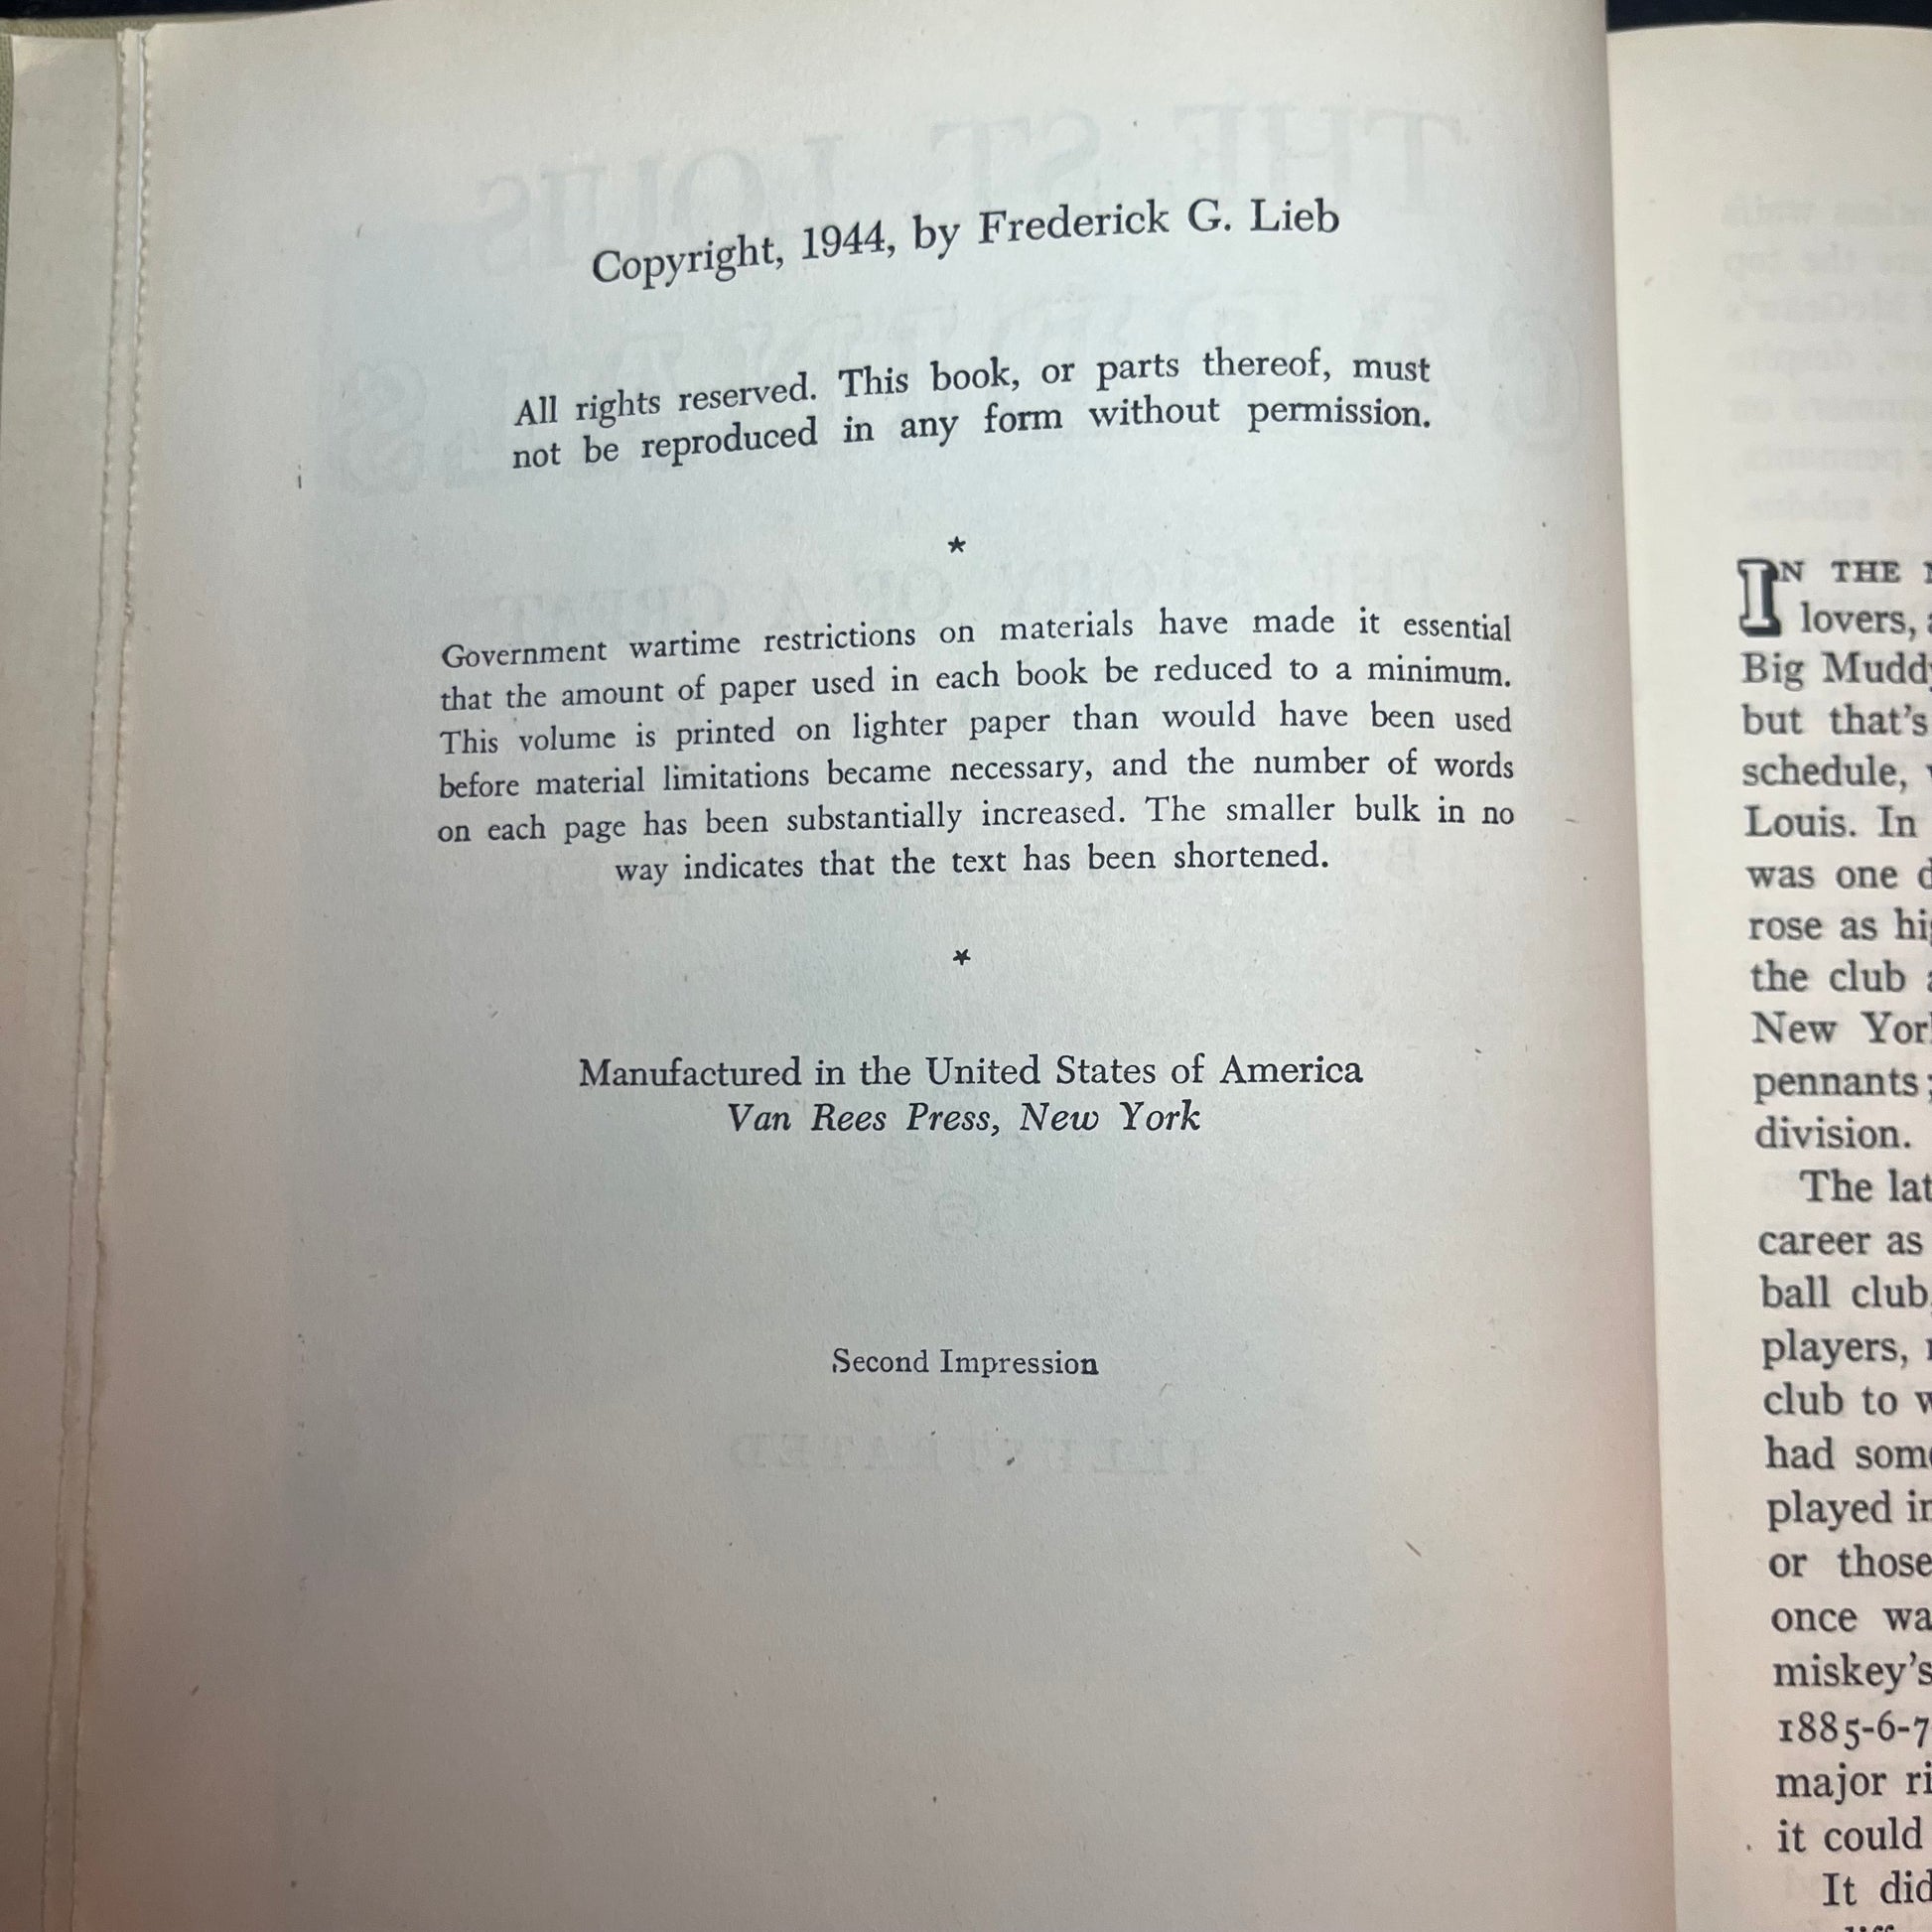 Copyright, 1944, by Frederick G. Lieb
All rights reserved. This book, or parts thereof, must
not be reproduced in any form without permission.
*
Government wartime restrictions on materials have made it essential
that the amount of paper used in each book be reduced to a minimum.
This volume is printed on lighter paper than would have been used
before material limitations became necessary, and the number of words
on each page has been substantially increased. The smaller bulk in no
way indicates that the text has been shortened.
*
Manufactured in the United States of America
Van Rees Press, New York
Second Impression
IN THE
lovers,
Big
but that's
schedule,
Louis. In
was one
rose as
the club
New
pennants;
division.
The
career as
ball club
players,
club to
had
played
or those
once
miskey's
1885-6-7
major
it could
It did